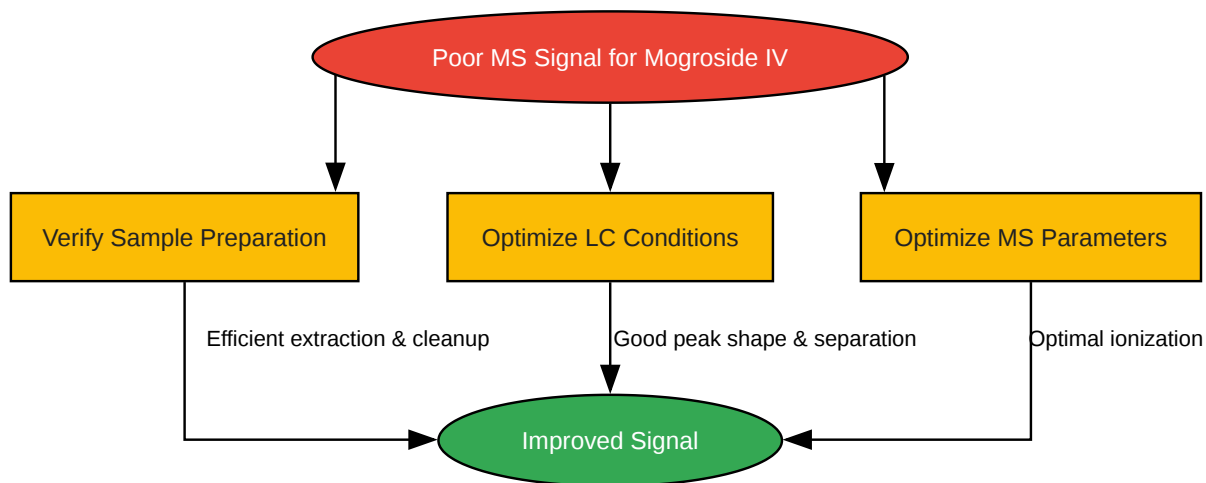 Poor MS Signal for Mogroside IV
Verify Sample Preparation
Optimize LC Conditions
Optimize MS Parameters
Efficient extraction & cleanup
Good peak shape & separation
Optimal ionization
Improved Signal